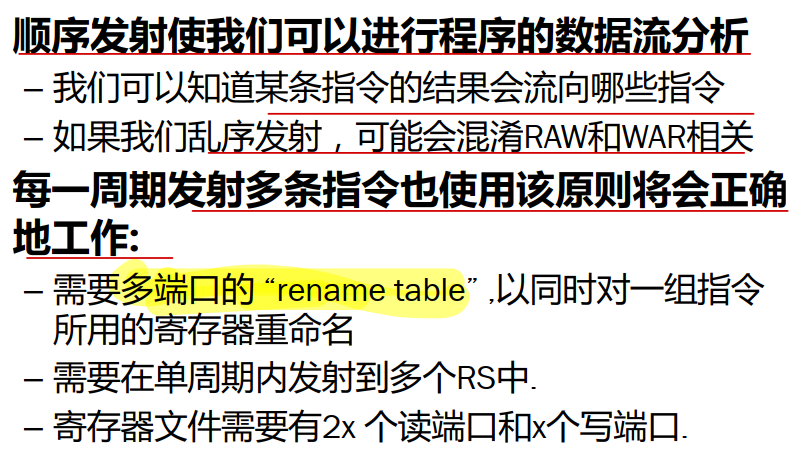 顺序发射使我们可以进行程序的数据流分析
– 我们可以知道某条指令的结果会流向哪些指令
– 如果我们乱序发射，可能会混淆RAW和WAR相关
每一周期发射多条指令也使用该原则将会正确
地工作:
– 需要多端口的 “rename table” ,以同时对一组指令
所用的寄存器重命名
– 需要在单周期内发射到多个RS中.
– 寄存器文件需要有2x 个读端口和x个写端口.